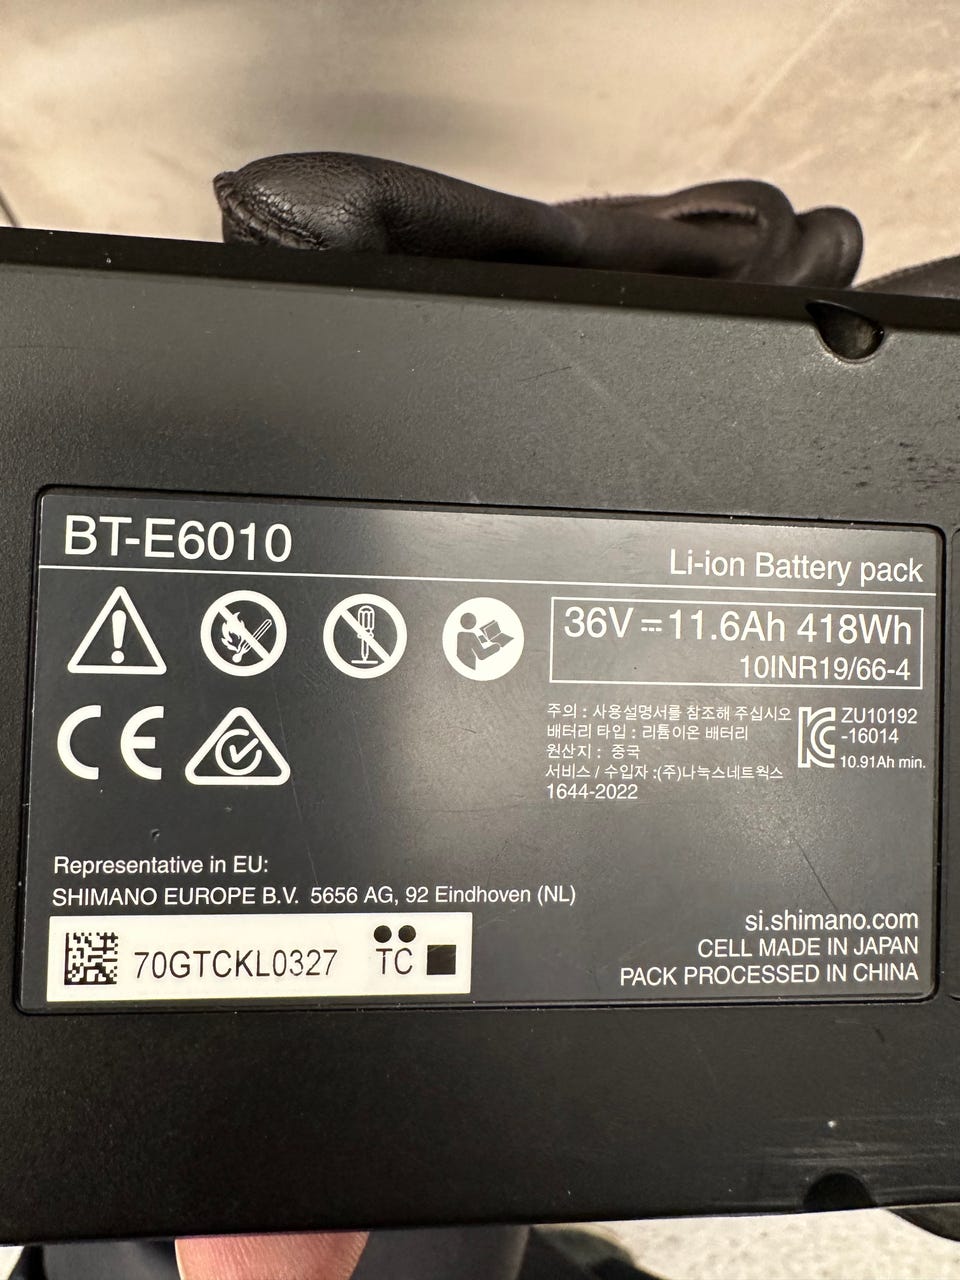 BT-E6010
Li-ion Battery pack
36V⎓11.6Ah 418Wh
10INR19/66-4
CE
주의 : 사용설명서를 참조해 주십시오
배터리 타입 : 리튬이온 배터리
원산지 : 중국
서비스 / 수입자 :(주)나눅스네트웍스
1644-2022
ZU10192
-16014
10.91Ah min.
Representative in EU:
SHIMANO EUROPE B.V. 5656 AG, 92 Eindhoven (NL)
70GTCKL0327
TC
si.shimano.com
CELL MADE IN JAPAN
PACK PROCESSED IN CHINA